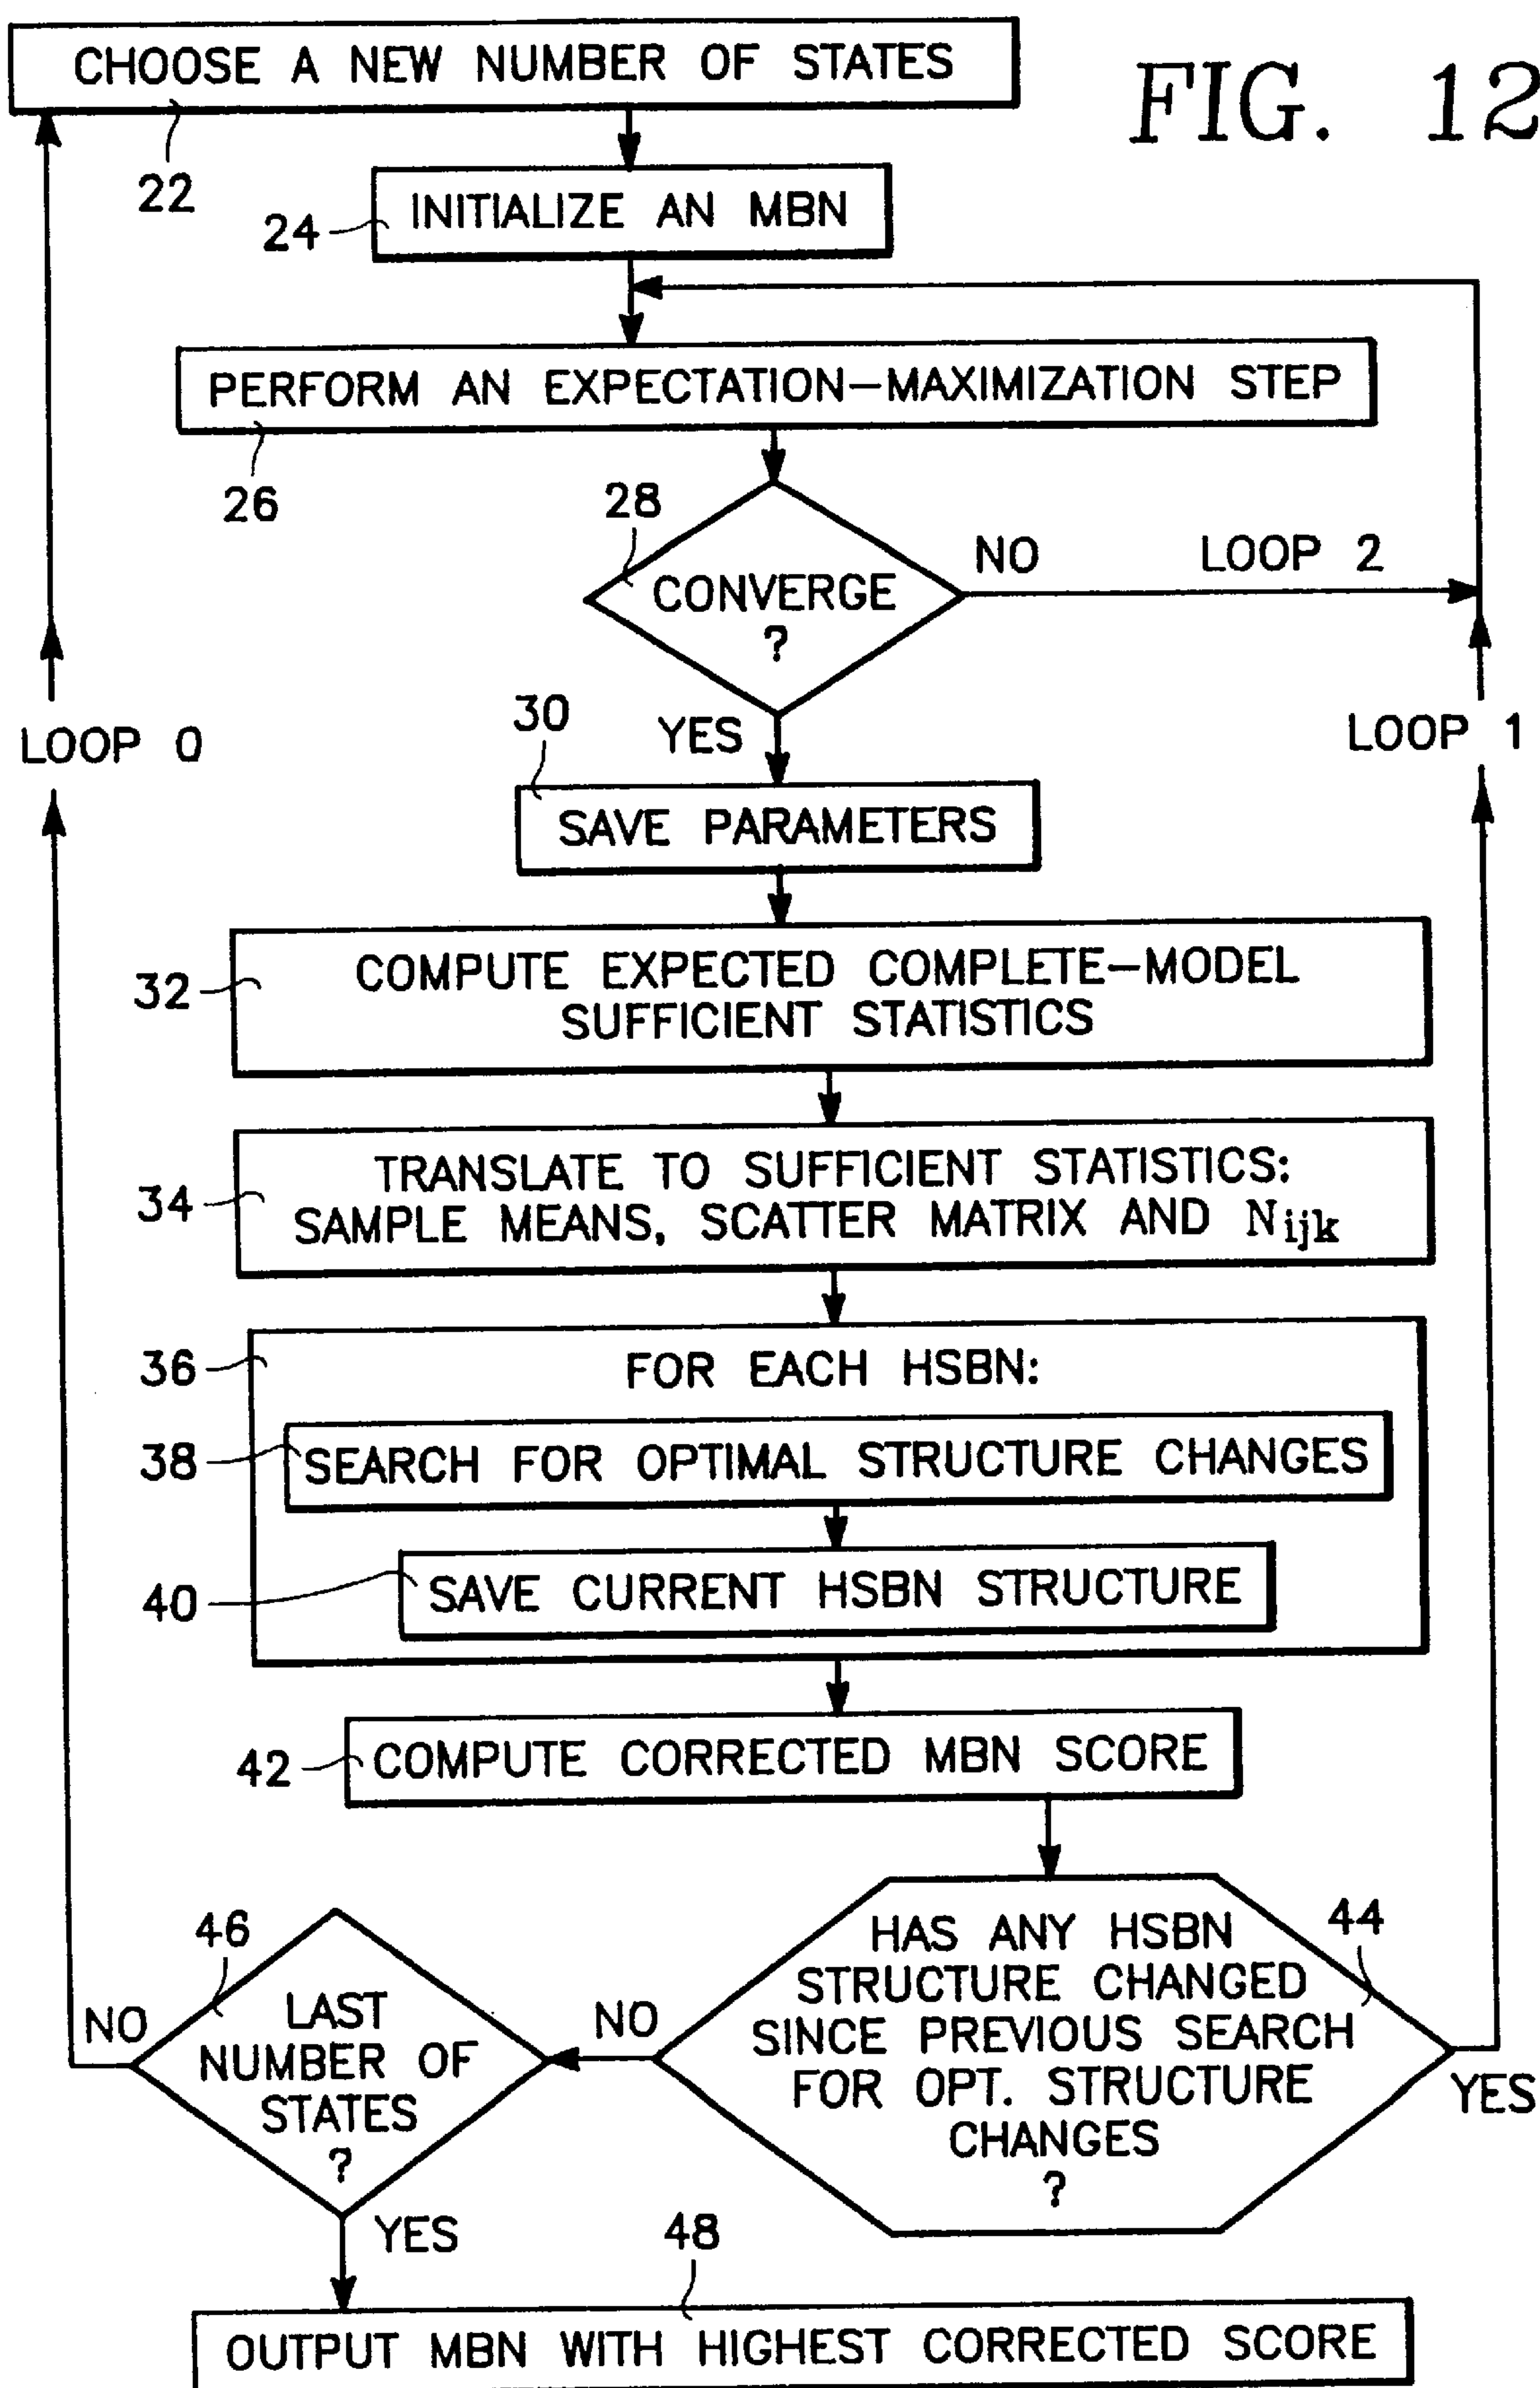 CHOOSE A NEW NUMBER OF STATES
FIG. 12
22
24
INITIALIZE AN MBN
PERFORM AN EXPECTATION-MAXIMIZATION STEP
26
28
CONVERGE
?
NO
LOOP 2
YES
LOOP 0
LOOP 1
30
SAVE PARAMETERS
32
COMPUTE EXPECTED COMPLETE-MODEL
SUFFICIENT STATISTICS
34
TRANSLATE TO SUFFICIENT STATISTICS:
SAMPLE MEANS, SCATTER MATRIX AND Nijk
36
FOR EACH HSBN:
38
SEARCH FOR OPTIMAL STRUCTURE CHANGES
40
SAVE CURRENT HSBN STRUCTURE
42
COMPUTE CORRECTED MBN SCORE
44
HAS ANY HSBN
STRUCTURE CHANGED
SINCE PREVIOUS SEARCH
FOR OPT. STRUCTURE
CHANGES
?
YES
NO
46
LAST
NUMBER OF
STATES
?
NO
YES
48
OUTPUT MBN WITH HIGHEST CORRECTED SCORE